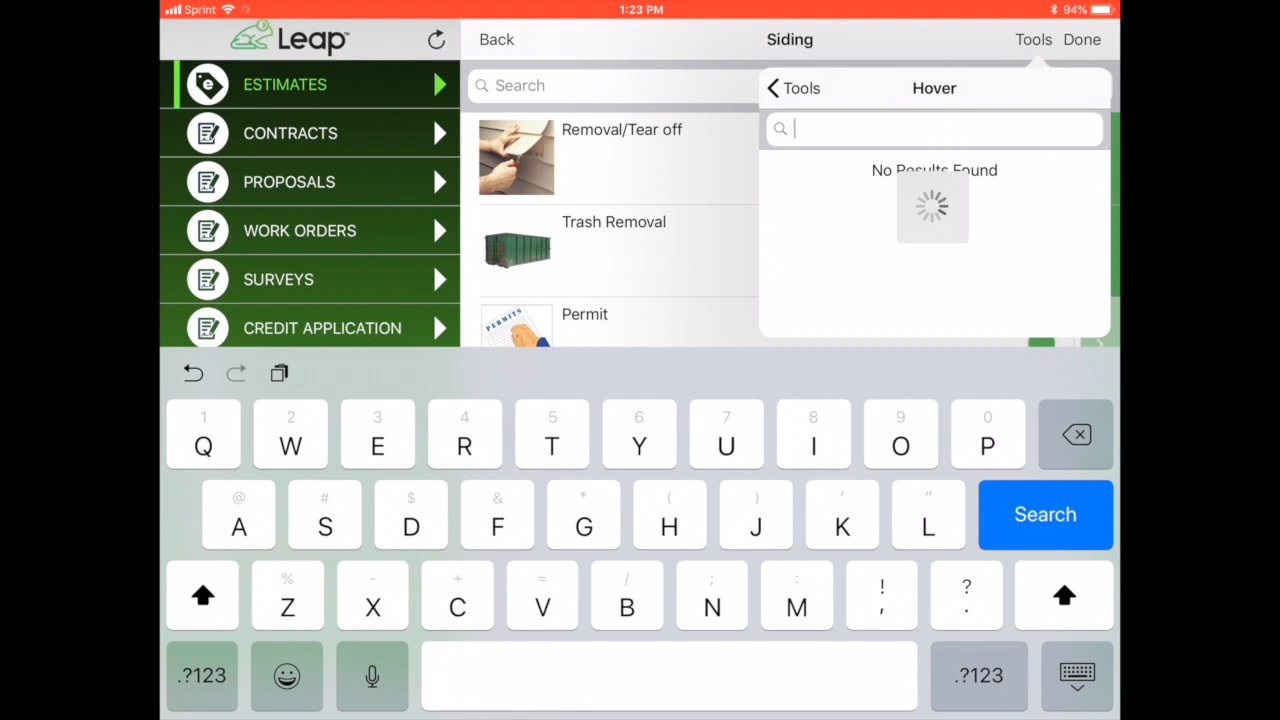 Sprint
1:23 PM
94%
Leap™
Back
Siding
Tools
Done
ESTIMATES
CONTRACTS
PROPOSALS
WORK ORDERS
SURVEYS
CREDIT APPLICATION
Search
Removal/Tear off
Trash Removal
PERMITS
Permit
Tools
Hover
No Results Found
1 2 3 4 5 6 7 8 9 0
Q W E R T Y U I O P
@ # $ & * ( ) ' "
A S D F G H J K L
Search
% - + = / ; : ! ?
Z X C V B N M , .
.?123
.?123